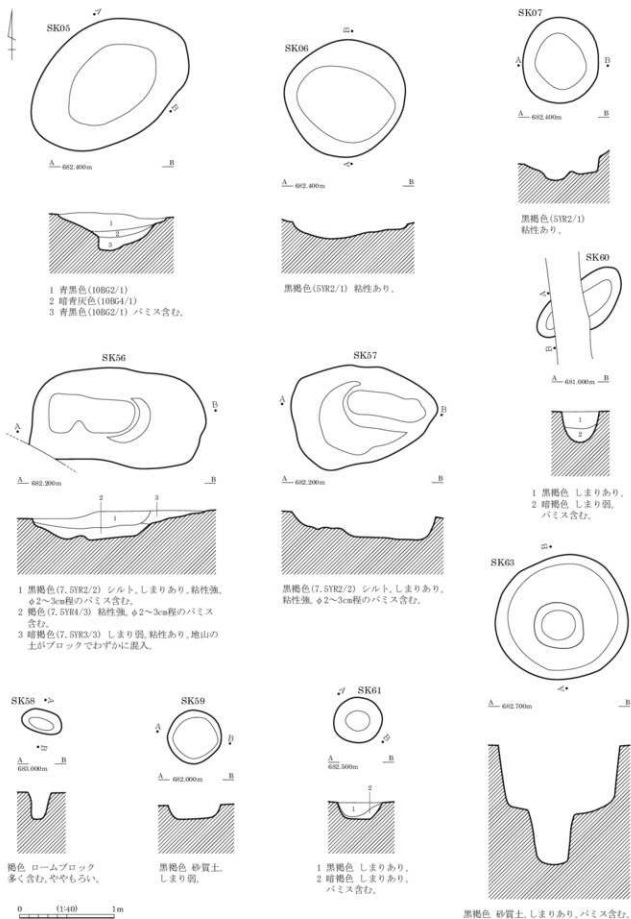 SK05
A
B
A 682.400m B
1
2
3
1 青黒色(10BG2/1)
2 暗青灰色(10BG4/1)
3 青黒色(10BG2/1) パミス含む。
SK06
B
A
A 682.400m B
黒褐色(5YR2/1) 粘性あり。
SK07
A B
A 682.400m B
黒褐色(5YR2/1)
粘性あり。
SK60
A
B
A 681.000m B
1
2
1 黒褐色 しまりあり。
2 暗褐色 しまり弱。
パミス含む。
SK56
A B
A 682.200m B
2 3
1
1 黒褐色(7.5YR2/2) シルト、しまりあり、粘性強、
φ2～3cm程のパミス含む。
2 褐色(7.5YR4/3) 粘性強、φ2～3cm程のパミス
含む。
3 暗褐色(7.5YR3/3) しまり弱、粘性あり、地山の
土がブロックでわずかに混入。
SK57
A B
A 682.200m B
黒褐色(7.5YR2/2) シルト、しまりあり、
粘性強、φ2～3cm程のパミス含む。
SK63
B
A
A 682.700m B
黒褐色 砂質土、しまりあり、パミス含む。
SK58
A
B
A 683.000m B
褐色 ロームブロック
多く含む、ややもろい。
SK59
A B
A 682.000m B
黒褐色 砂質土、
しまり弱。
SK61
A
B
A 682.500m B
2
1
1 黒褐色 しまりあり。
2 暗褐色 しまりあり、
パミス含む。
0 (1:40) 1m